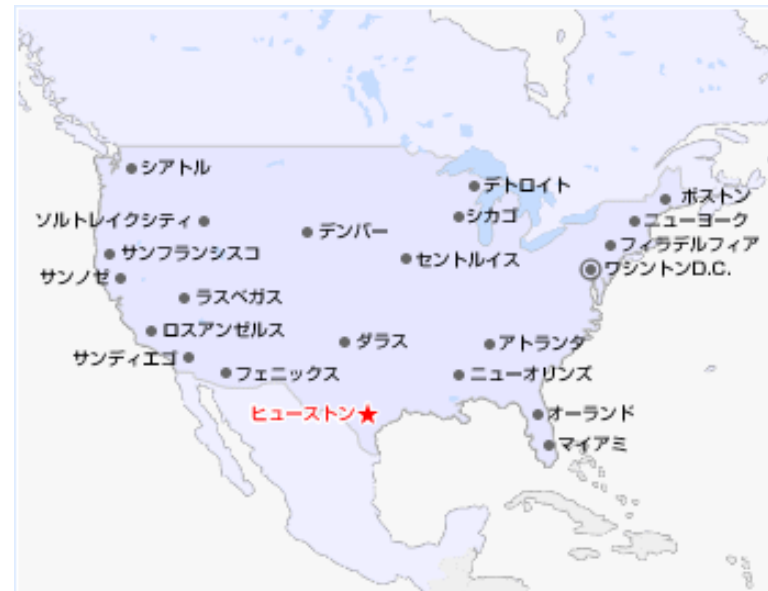 シアトル
デトロイト
ボストン
ソルトレイクシティ
シカゴ
ニューヨーク
デンバー
フィラデルフィア
サンフランシスコ
セントルイス
ワシントンD.C.
サンノゼ
ラスベガス
ロスアンゼルス
ダラス
アトランタ
サンディエゴ
フェニックス
ニューオリンズ
ヒューストン
オーランド
マイアミ